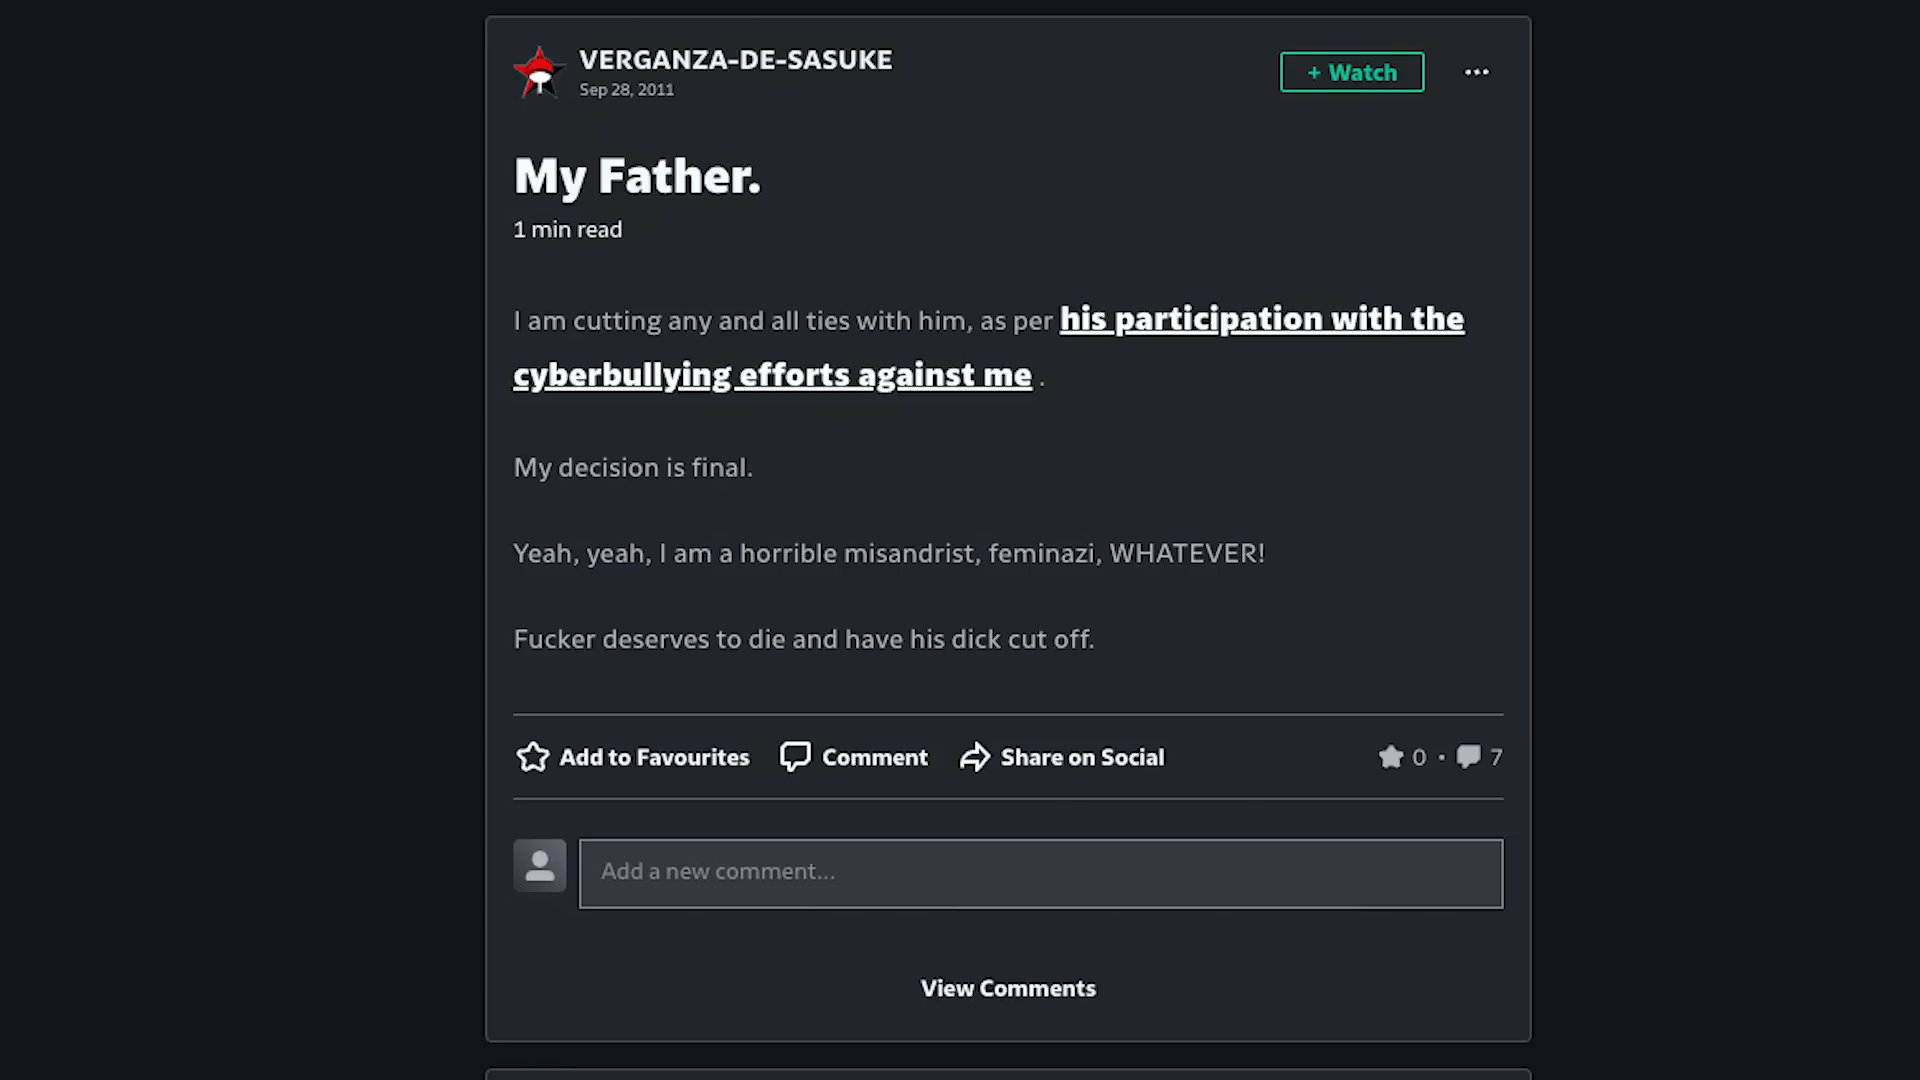 VERGANZA-DE-SASUKE
Sep 28, 2011
+ Watch
My Father.
1 min read
I am cutting any and all ties with him, as per his participation with the
cyberbullying efforts against me .
My decision is final.
Yeah, yeah, I am a horrible misandrist, feminazi, WHATEVER!
Fucker deserves to die and have his dick cut off.
Add to Favourites Comment Share on Social 0 • 7
Add a new comment...
View Comments